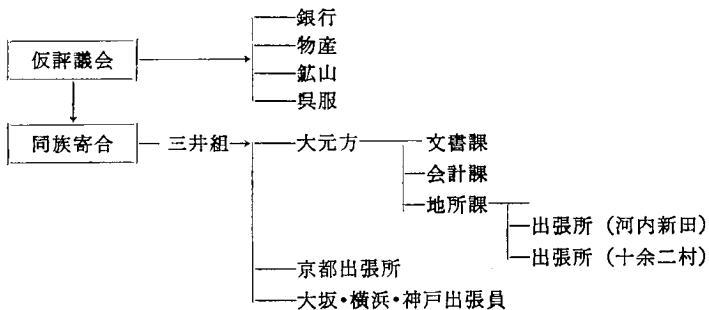 銀行
物産
仮評議会
鉱山
呉服
同族寄合 三井組 大元方 文書課
会計課
地所課
出張所（河内新田）
出張所（十余二村）
京都出張所
大坂・横浜・神戸出張員